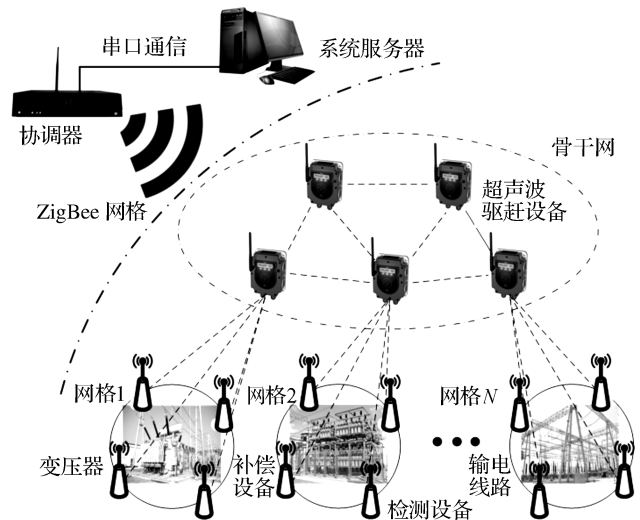 串口通信
系统服务器
协调器
骨干网
ZigBee 网格
超声波
驱赶设备
网格1
网格2
网格N
变压器
补偿
设备
输电
线路
检测设备